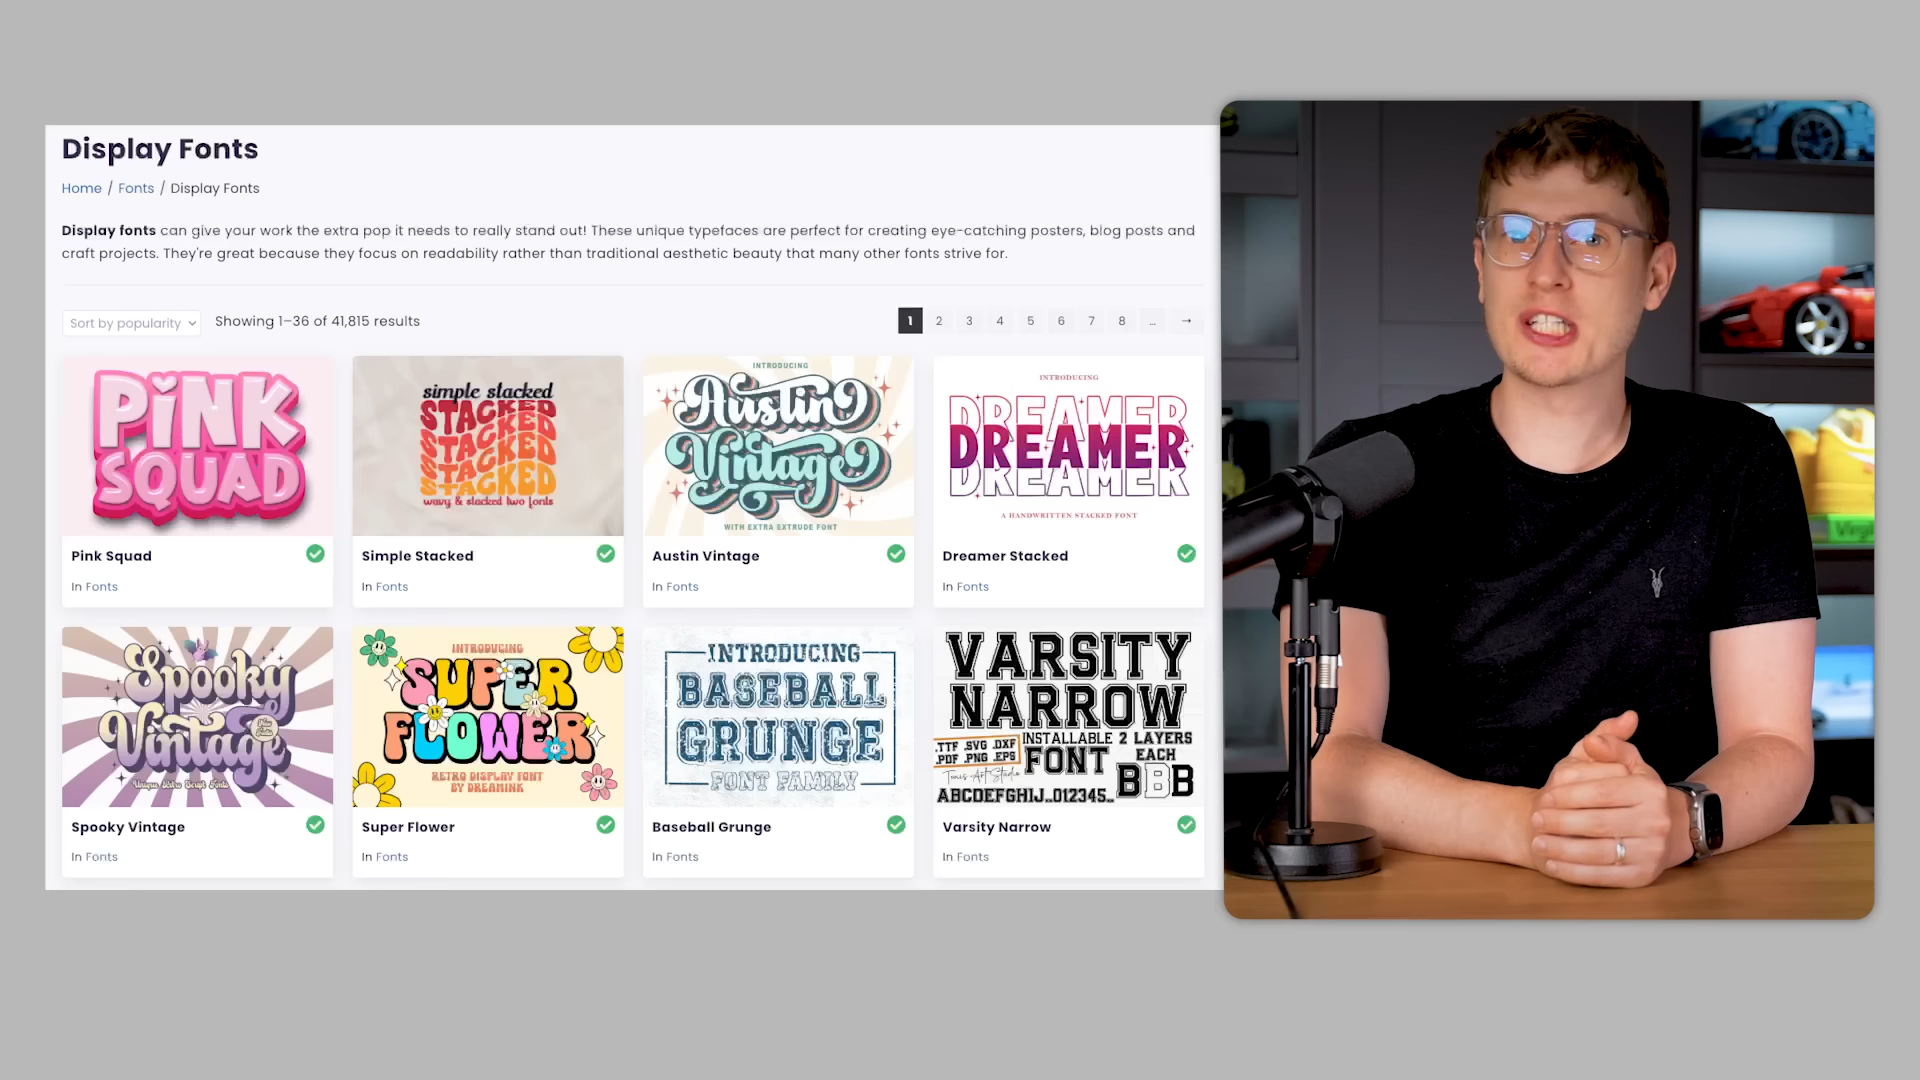 Display Fonts
Home / Fonts / Display Fonts
Display fonts can give your work the extra pop it needs to really stand out! These unique typefaces are perfect for creating eye-catching posters, blog posts and
craft projects. They're great because they focus on readability rather than traditional aesthetic beauty that many other fonts strive for.
Sort by popularity
Showing 1–36 of 41,815 results
1 2 3 4 5 6 7 8 ... →
PiNK
SQUAD
Pink Squad
In Fonts
simple stacked
STACKED
STACKED
STACKED
STACKED
STACKED
wavy & stacked two fonts
Simple Stacked
In Fonts
INTRODUCING
Austin
Vintage
WITH EXTRA EXTRUDE FONT
Austin Vintage
In Fonts
INTRODUCING
DREAMER
DREAMER
DREAMER
A HANDWRITTEN STACKED FONT
Dreamer Stacked
In Fonts
Spooky
Vintage
Spooky Vintage
In Fonts
INTRODUCING
SUPER
FLOWER
RETRO DISPLAY FONT
BY DREAMINK
Super Flower
In Fonts
INTRODUCING
BASEBALL
GRUNGE
FONT FAMILY
Baseball Grunge
In Fonts
VARSITY
NARROW
.TTF .SVG .DXF
.PDF .PNG .EPS
INSTALLABLE 2 LAYERS
FONT EACH
BBB
ABCDEFGHIJ..012345..
Varsity Narrow
In Fonts